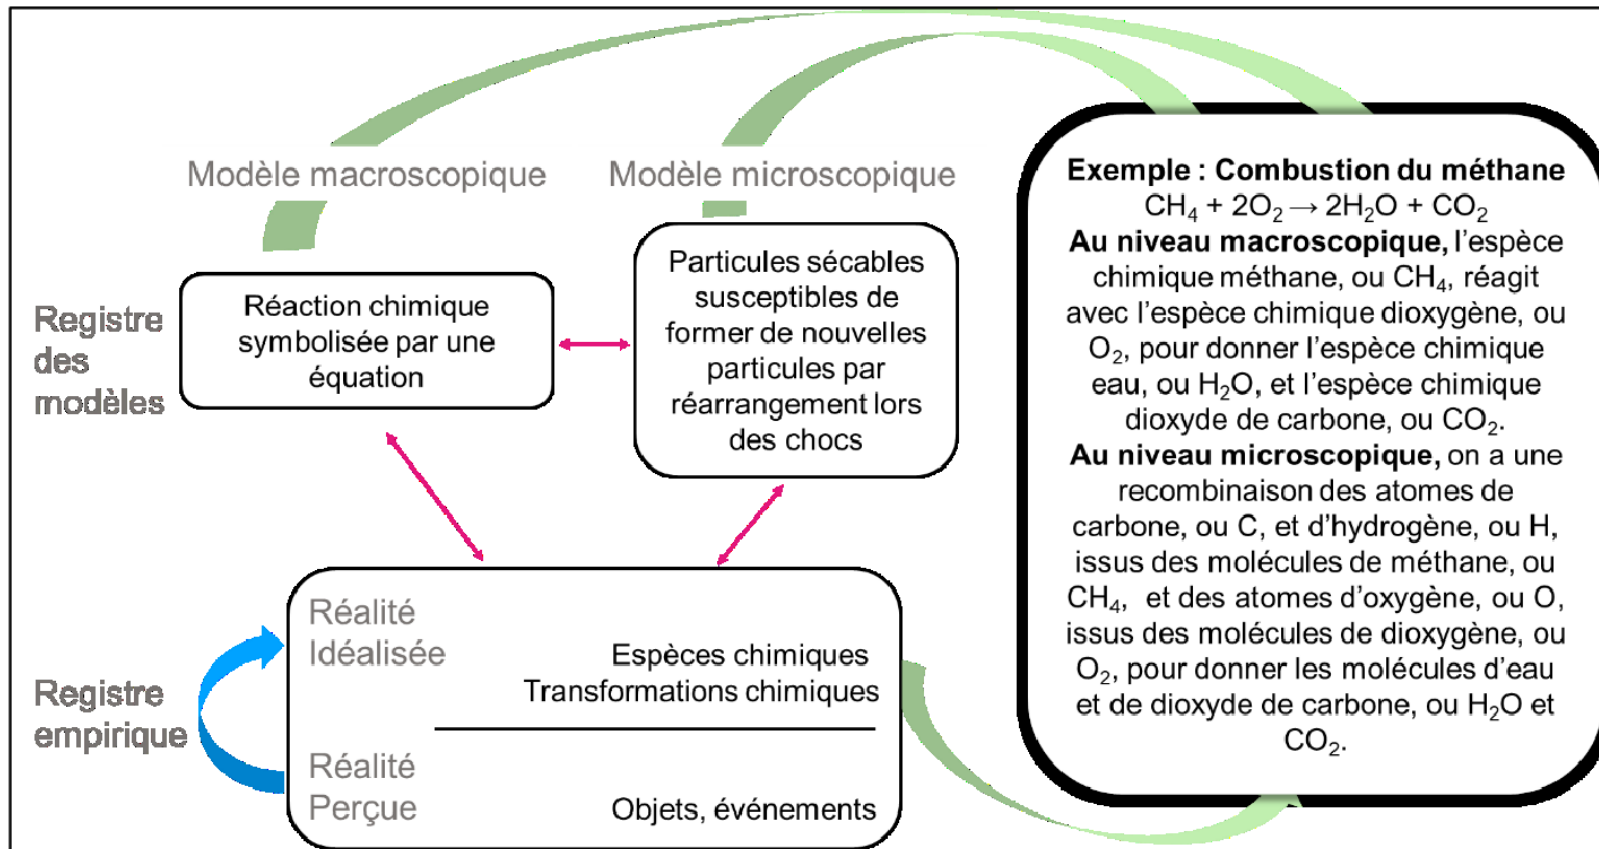 Modèle macroscopique
Modèle microscopique
Registre
des
modèles
Réaction chimique
symbolisée par une
équation
Particules sécables
susceptibles de
former de nouvelles
particules par
réarrangement lors
des chocs
Registre
empirique
Réalité
Idéalisée
Espèces chimiques
Transformations chimiques
Réalité
Perçue
Objets, événements
Exemple : Combustion du méthane
CH₄ + 2O₂ → 2H₂O + CO₂
Au niveau macroscopique, l'espèce
chimique méthane, ou CH₄, réagit
avec l'espèce chimique dioxygène, ou
O₂, pour donner l'espèce chimique
eau, ou H₂O, et l'espèce chimique
dioxyde de carbone, ou CO₂.
Au niveau microscopique, on a une
recombinaison des atomes de
carbone, ou C, et d'hydrogène, ou H,
issus des molécules de méthane, ou
CH₄, et des atomes d'oxygène, ou O,
issus des molécules de dioxygène, ou
O₂, pour donner les molécules d'eau
et de dioxyde de carbone, ou H₂O et
CO₂.